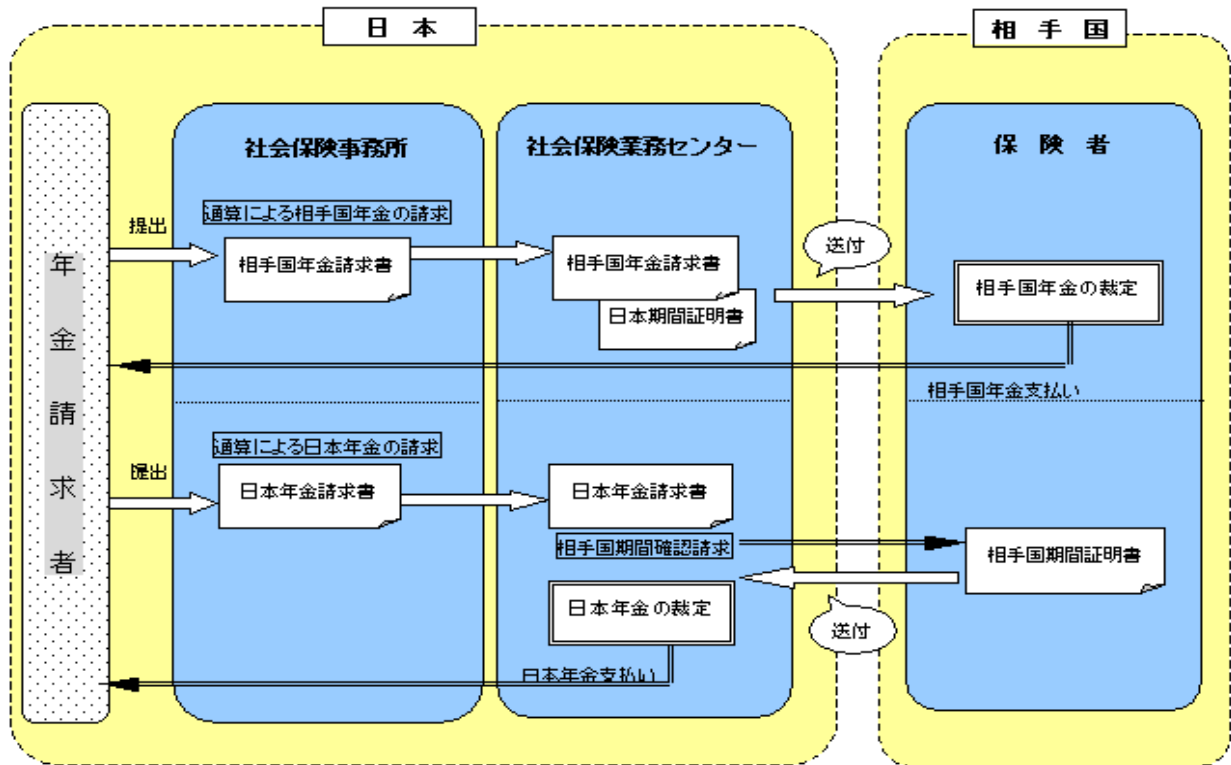 日本
相手国
社会保険事務所
社会保険業務センター
保険者
年金請求者
提出
通算による相手国年金の請求
相手国年金請求書
相手国年金請求書
日本期間証明書
送付
相手国年金の裁定
相手国年金支払い
提出
通算による日本年金の請求
日本年金請求書
日本年金請求書
相手国期間確認請求
相手国期間証明書
日本年金の裁定
送付
日本年金支払い